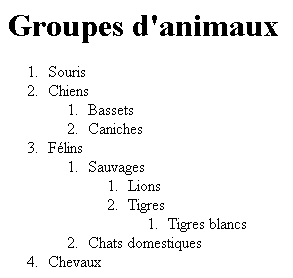 Groupes d'animaux
1. Souris
2. Chiens
1. Bassets
2. Caniches
3. Félins
1. Sauvages
1. Lions
2. Tigres
1. Tigres blancs
2. Chats domestiques
4. Chevaux